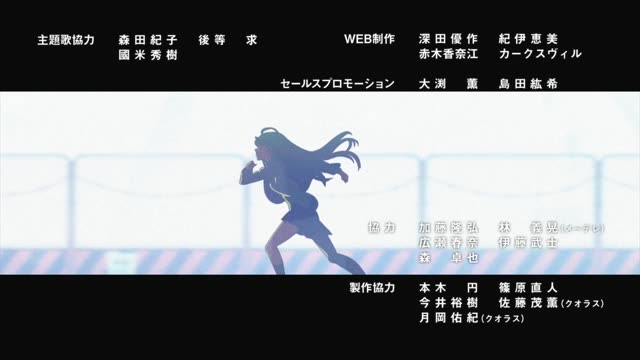 主題歌協力 森田紀子 後等 求
國米秀樹
WEB制作 深田優作 紀伊恵美
赤木香奈江 カークスヴィル
セールスプロモーション 大渕 薫 島田紘希
協力 加藤隆弘 林 義晃(メ~テレ)
広瀬春奈 伊藤武士
森 卓也
製作協力 本木 円 篠原直人
今井裕樹 佐藤茂薫(クオラス)
月岡佑紀(クオラス)